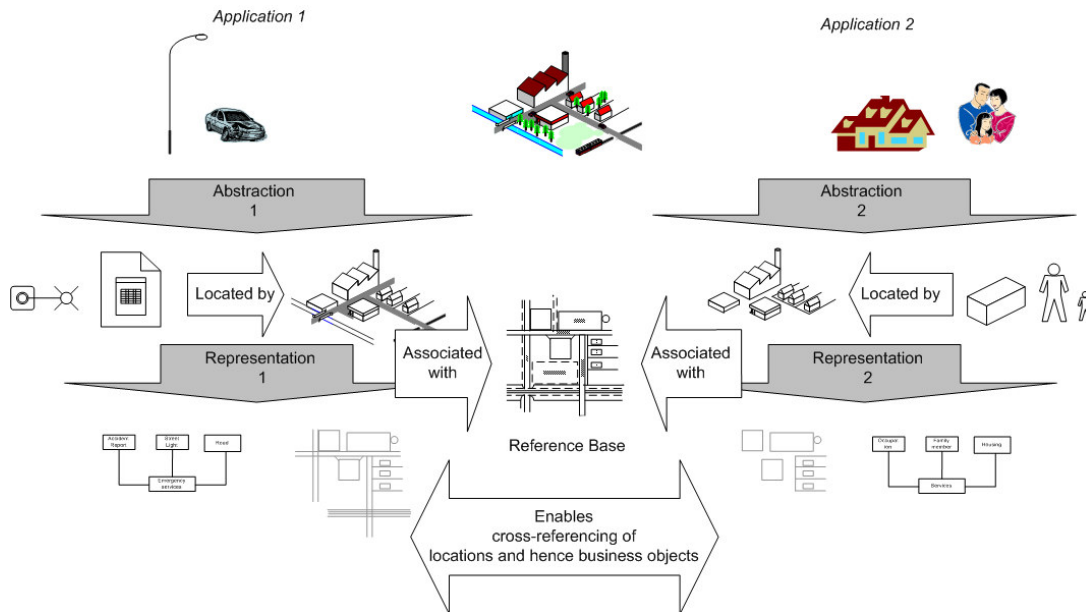 Application 1
Application 2
Abstraction
1
Abstraction
2
Located by
Located by
Associated
with
Associated
with
Representation
1
Representation
2
Reference Base
Accident
Report
Street
Light
Road
Emergency
services
Occupat
ion
Family
member
Housing
Services
Enables
cross-referencing of
locations and hence business objects